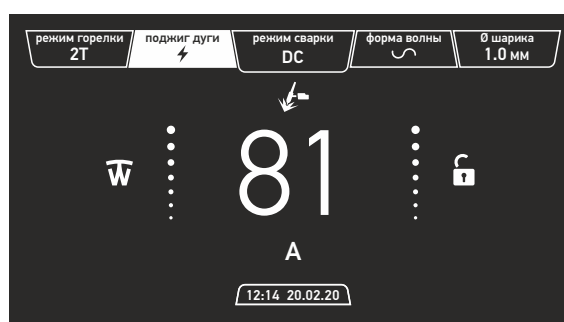 режим горелки
2T
поджиг дуги
режим сварки
DC
форма волны
Ø шарика
1.0 мм
W
81
A
12:14 20.02.20